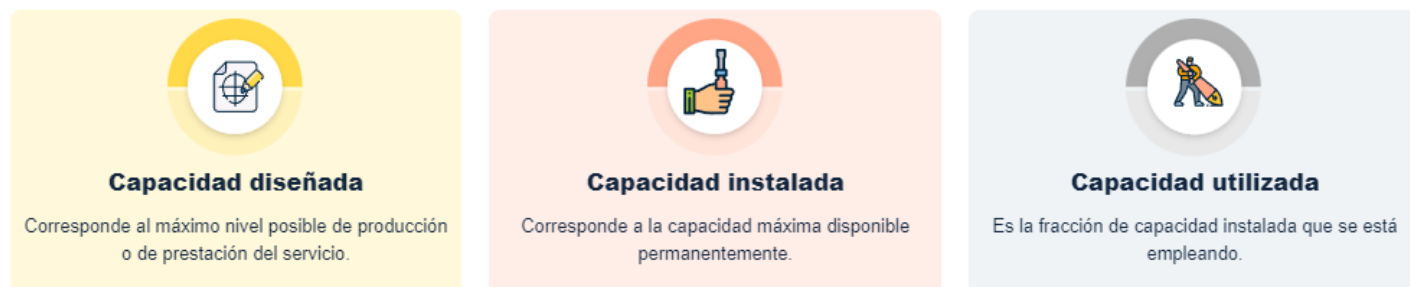 Capacidad diseñada
Corresponde al máximo nivel posible de producción
o de prestación del servicio.
Capacidad instalada
Corresponde a la capacidad máxima disponible
permanentemente.
Capacidad utilizada
Es la fracción de capacidad instalada que se está
empleando.